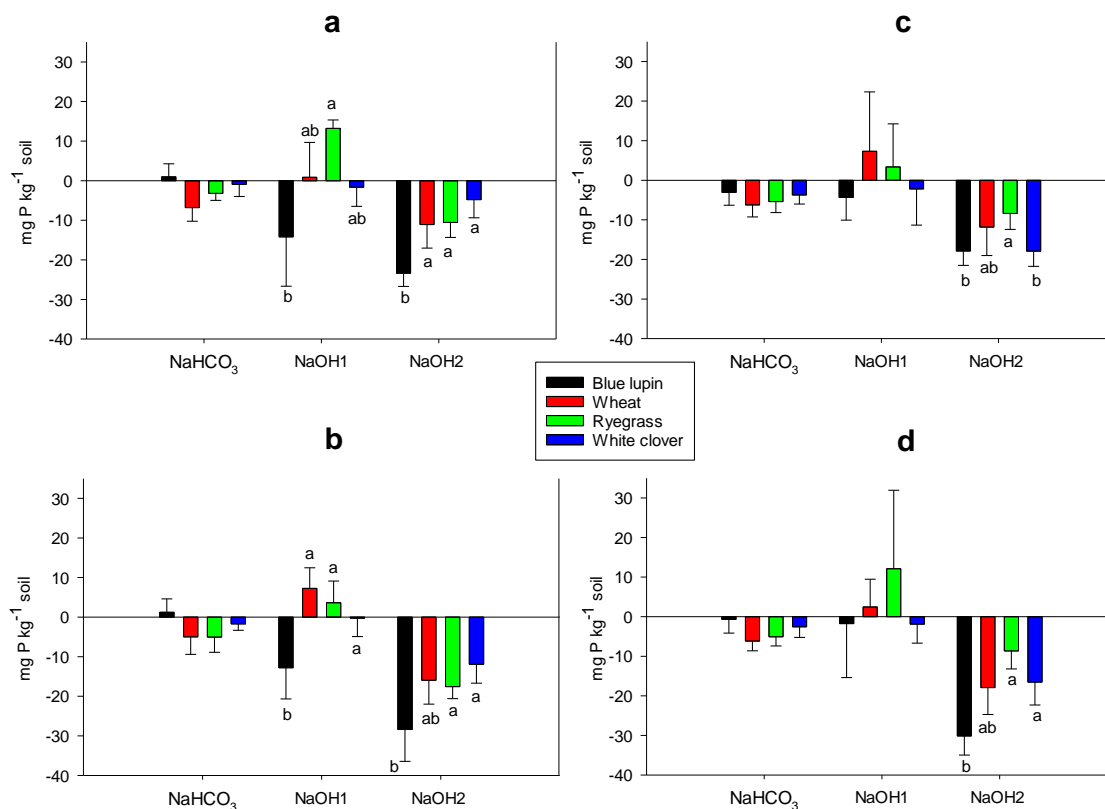 a
mg P kg⁻¹ soil
30
20
10
0
-10
-20
-30
-40
b
ab
a
ab
b
a
a
a
NaHCO₃
NaOH1
NaOH2
c
mg P kg⁻¹ soil
30
20
10
0
-10
-20
-30
-40
b
ab
a
b
NaHCO₃
NaOH1
NaOH2
Blue lupin
Wheat
Ryegrass
White clover
b
mg P kg⁻¹ soil
30
20
10
0
-10
-20
-30
-40
b
a
a
a
b
ab
a
a
NaHCO₃
NaOH1
NaOH2
d
mg P kg⁻¹ soil
30
20
10
0
-10
-20
-30
-40
b
ab
a
a
NaHCO₃
NaOH1
NaOH2